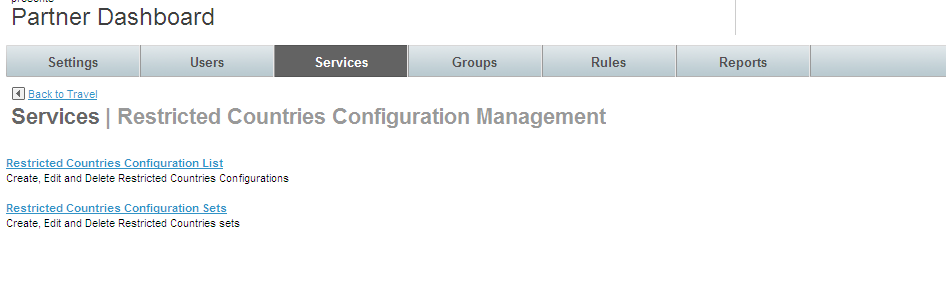 presents
Partner Dashboard
Settings Users Services Groups Rules Reports
Back to Travel
Services | Restricted Countries Configuration Management
Restricted Countries Configuration List
Create, Edit and Delete Restricted Countries Configurations
Restricted Countries Configuration Sets
Create, Edit and Delete Restricted Countries sets